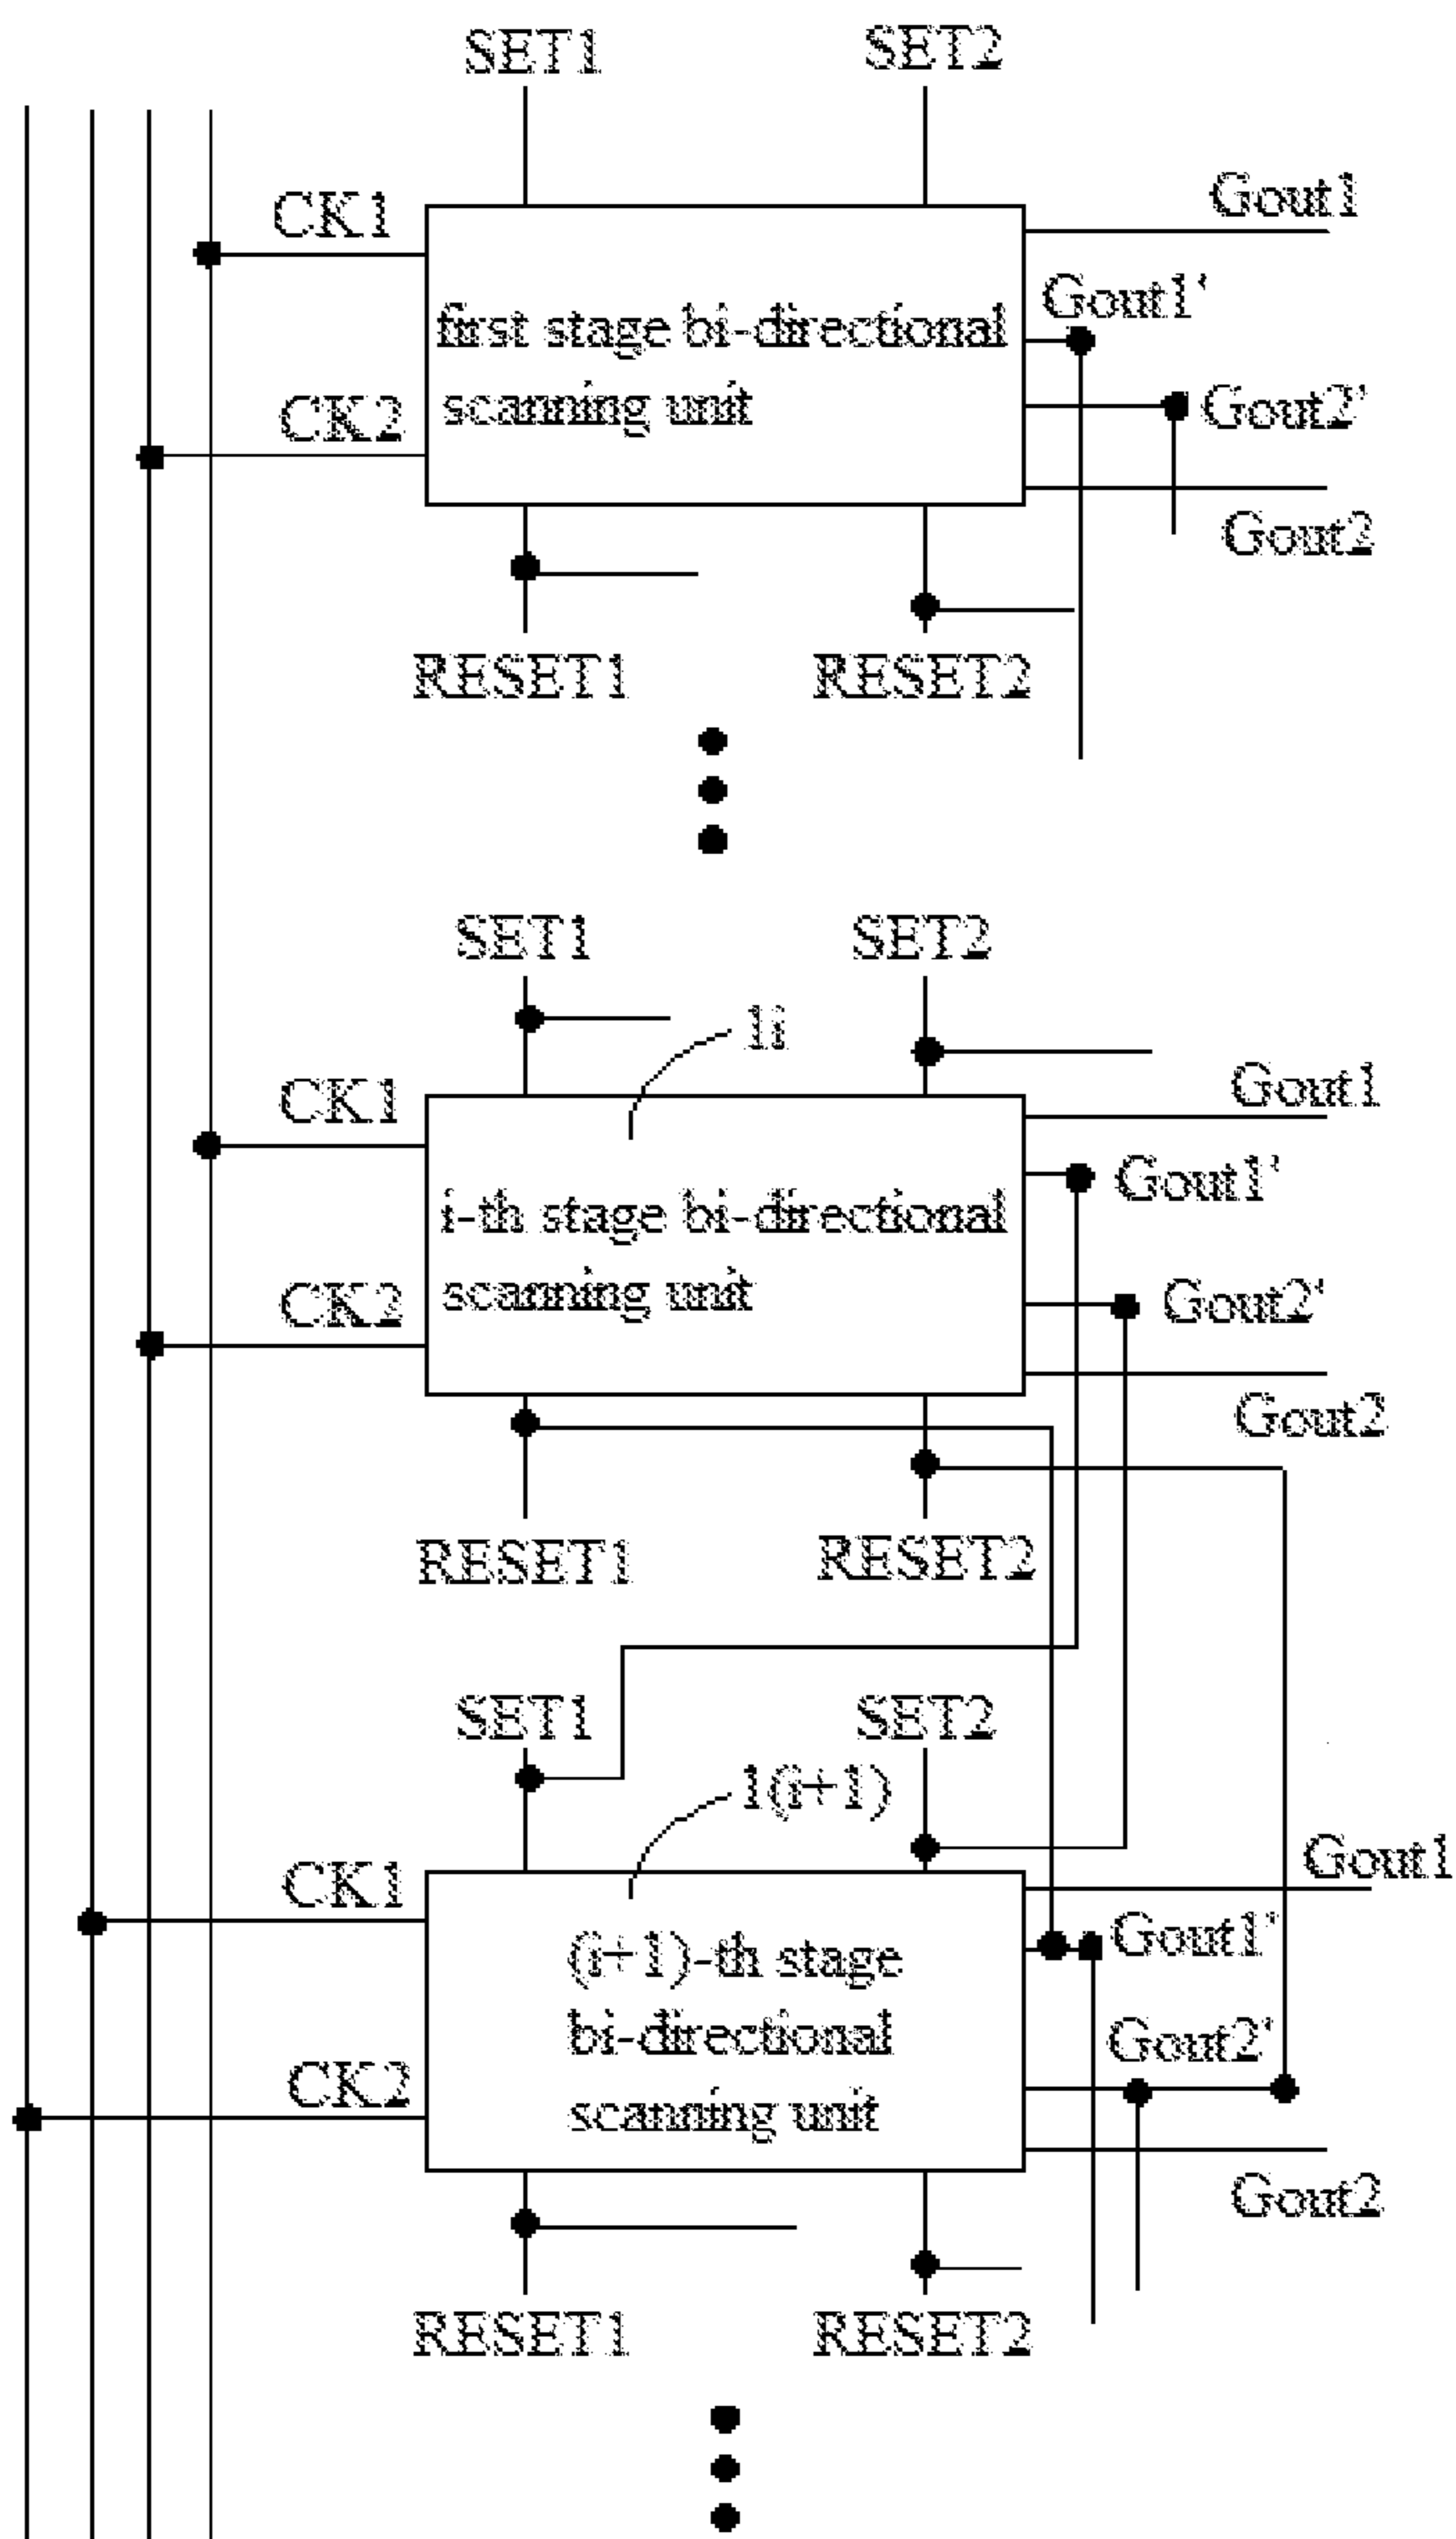 SET1 SET2
CK1
Gout1
Gout1'
first stage bi-directional
scanning unit
CK2
Gout2'
Gout2
RESET1 RESET2
SET1 SET2
1i
CK1
Gout1
Gout1'
i-th stage bi-directional
scanning unit
CK2
Gout2'
Gout2
RESET1 RESET2
SET1 SET2
1(i+1)
CK1
Gout1
Gout1'
(i+1)-th stage
bi-directional
scanning unit
Gout2'
CK2
Gout2
RESET1 RESET2